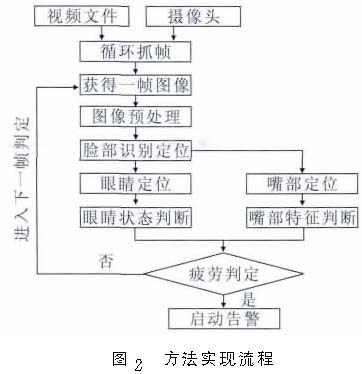 视频文件
摄像头
循环抓帧
获得一帧图像
图像预处理
脸部识别定位
眼睛定位
嘴部定位
眼睛状态判断
嘴部特征判断
进入下一帧判定
否
疲劳判定
是
启动告警
图 2 方法实现流程